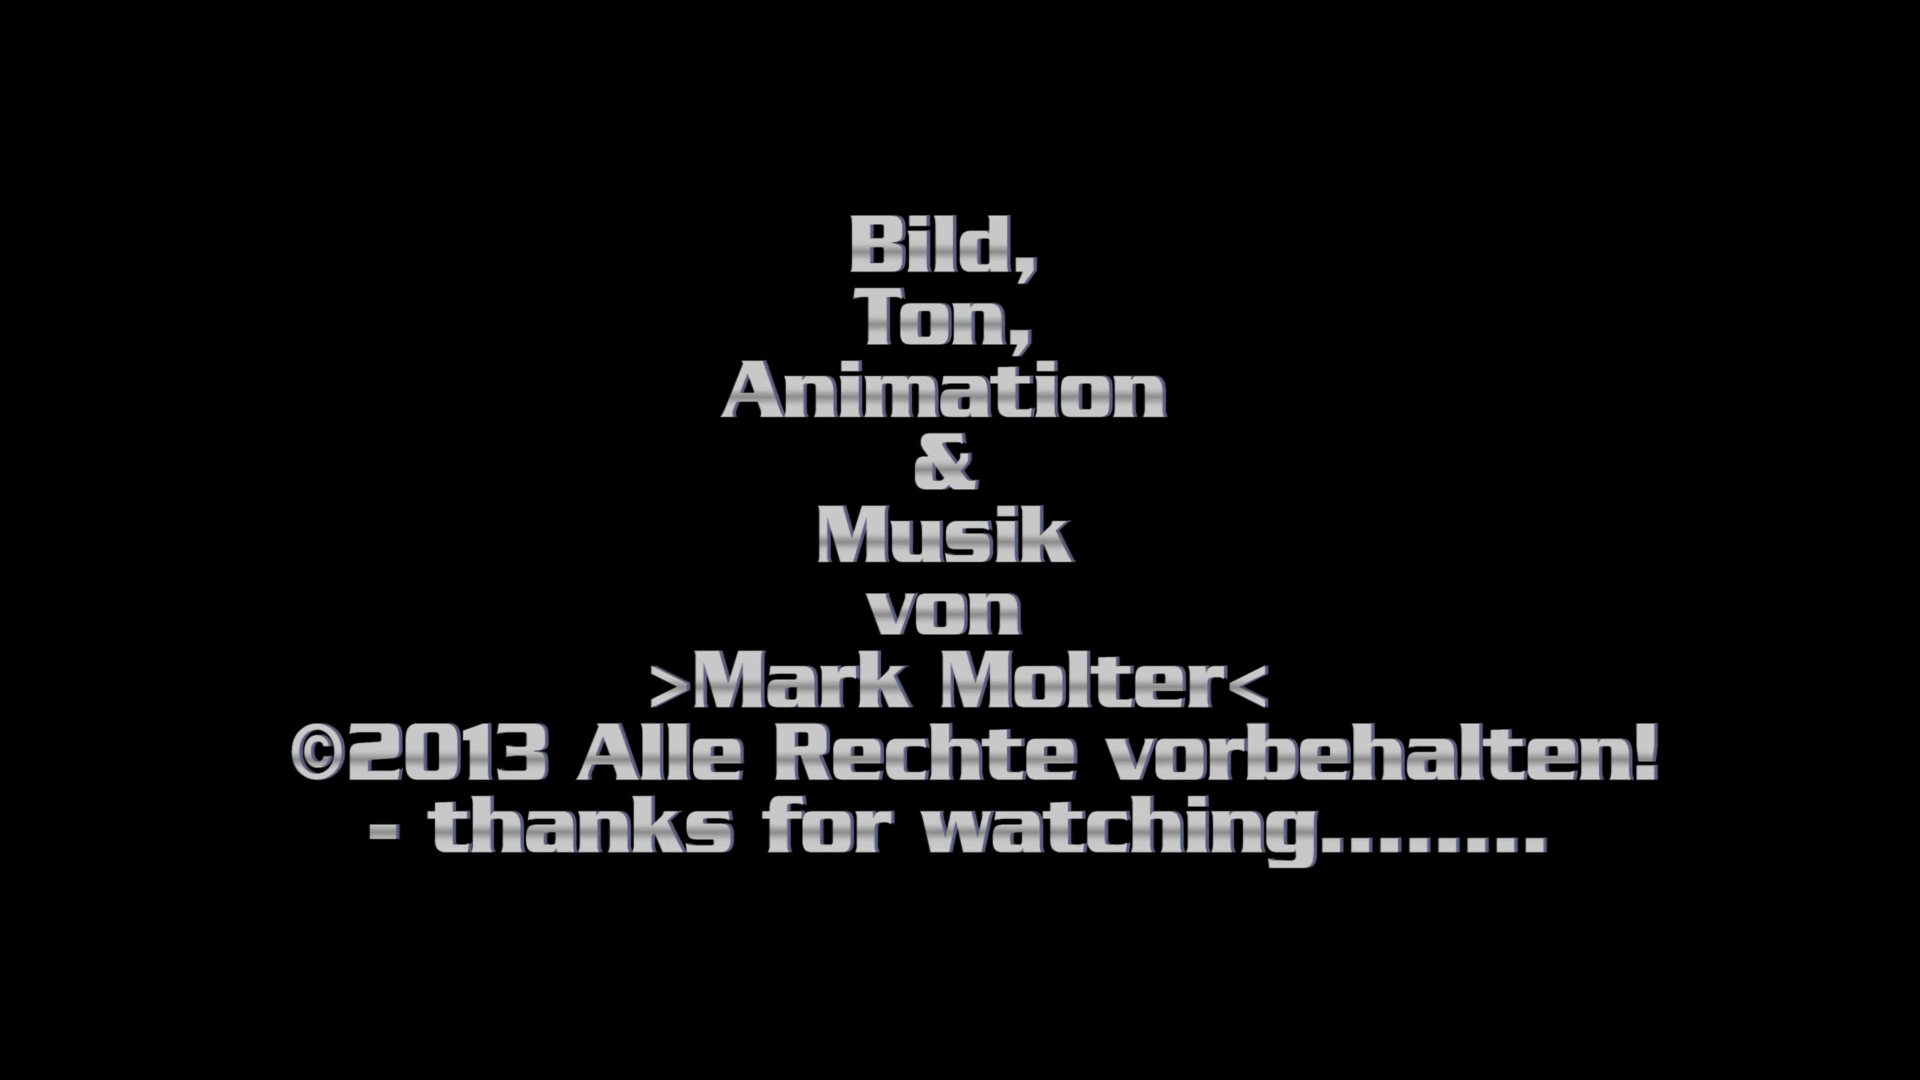 Bild,
Ton,
Animation
&
Musik
von
>Mark Molter<
©2013 Alle Rechte vorbehalten!
- thanks for watching........